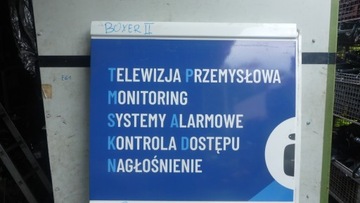 BOYER II
TELEWIZJA PRZEMYSŁOWA
MONITORING
SYSTEMY ALARMOWE
KONTROLA DOSTĘPU
NAGŁOŚNIENIE